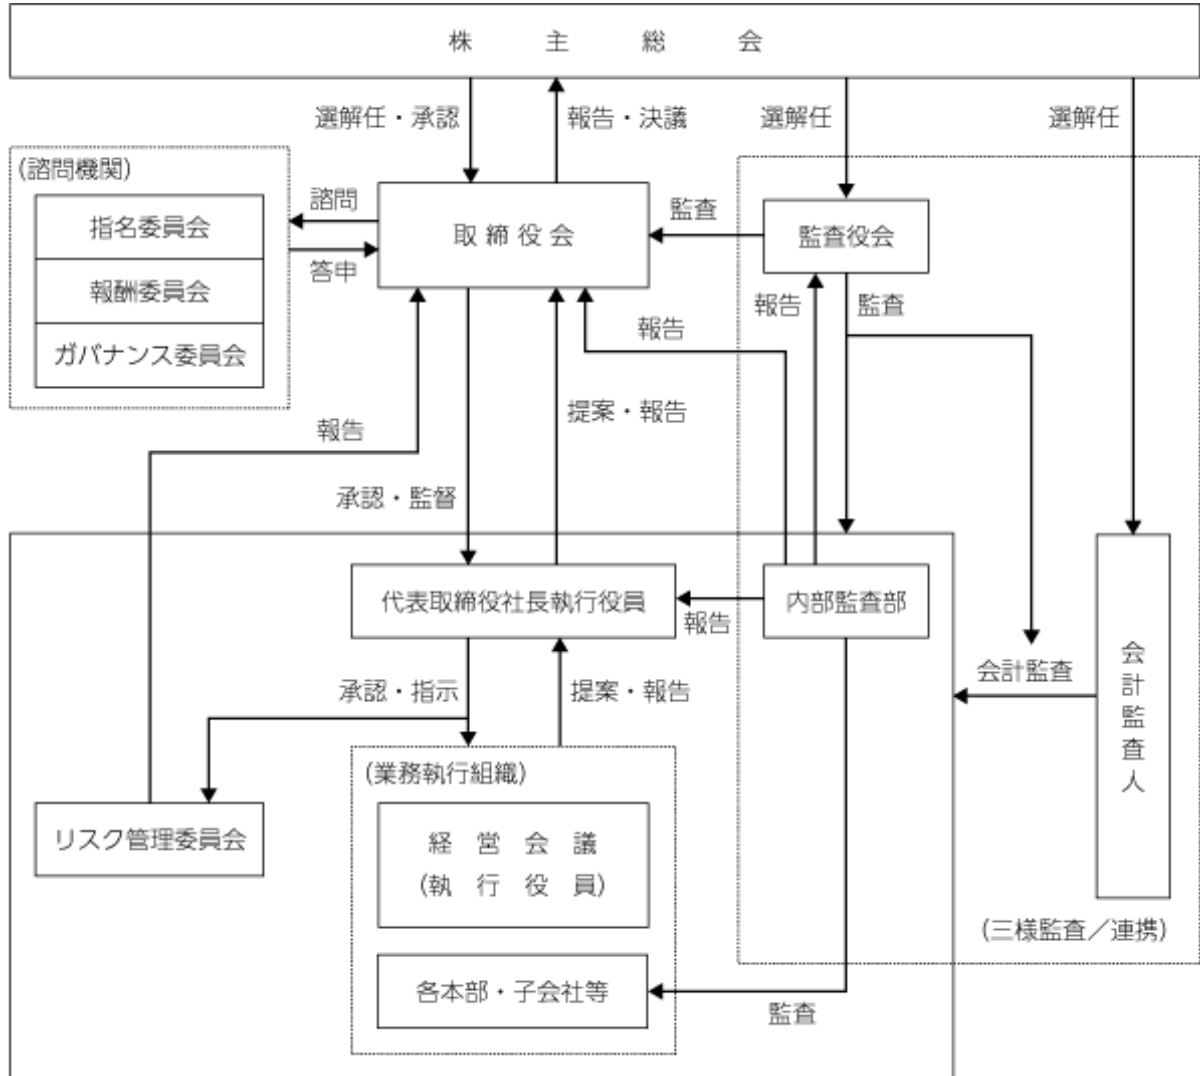 株主総会
選解任・承認
報告・決議
選解任
選解任
(諮問機関)
指名委員会
報酬委員会
ガバナンス委員会
諮問
答申
取締役会
監査
監査役会
報告
監査
報告
提案・報告
報告
承認・監督
代表取締役社長執行役員
報告
内部監査部
会計監査
会計監査人
承認・指示
提案・報告
(業務執行組織)
リスク管理委員会
経営会議
(執行役員)
(三様監査／連携)
各本部・子会社等
監査